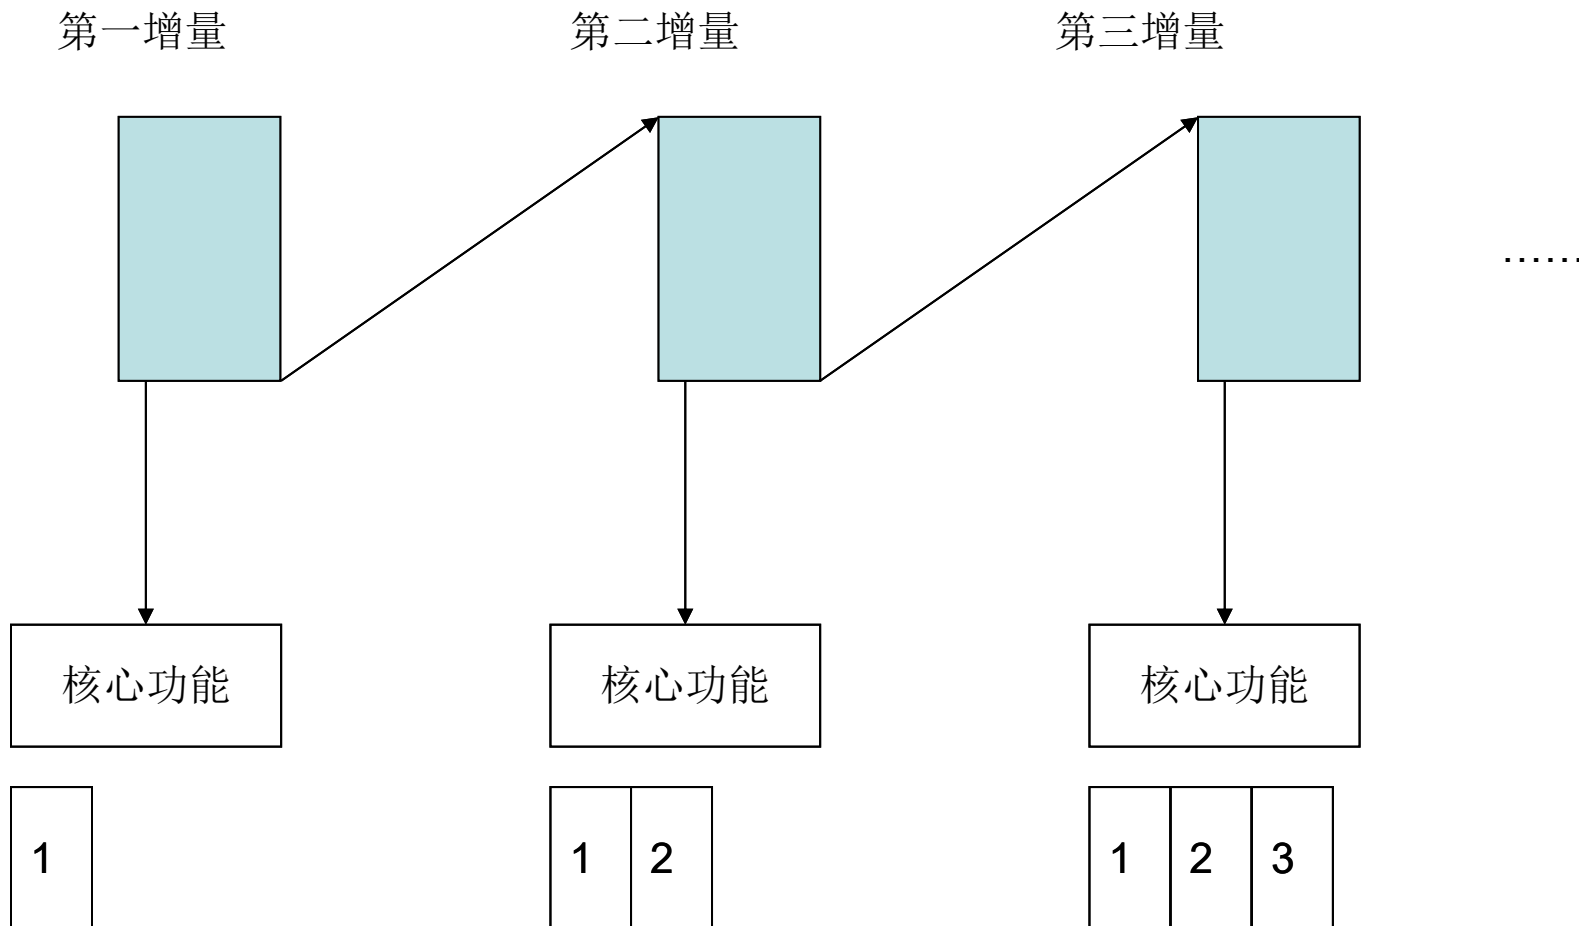 第一增量 第二增量 第三增量
……
核心功能 核心功能 核心功能
1 1 2 1 2 3